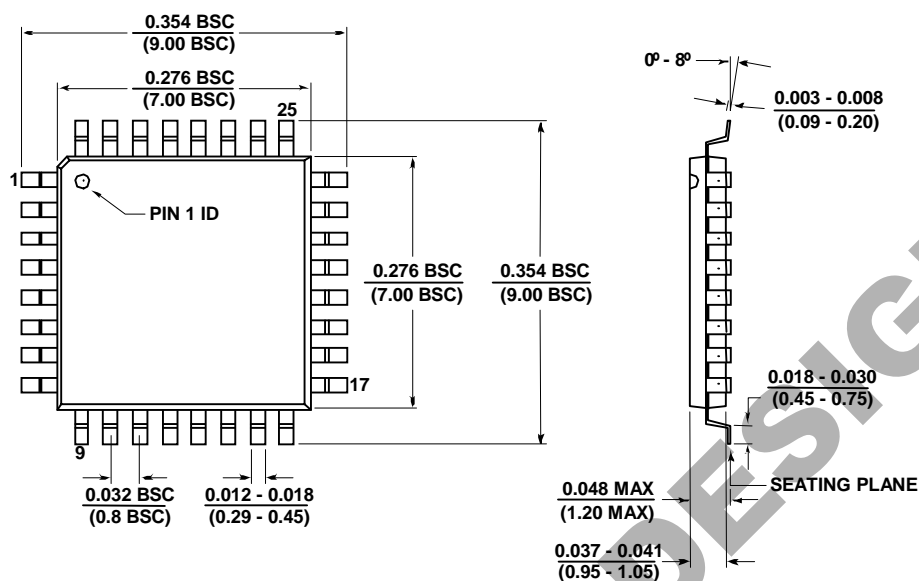 0.354 BSC
(9.00 BSC)
0.276 BSC
(7.00 BSC)
25
1
PIN 1 ID
0.276 BSC
(7.00 BSC)
0.354 BSC
(9.00 BSC)
17
9
0.032 BSC
(0.8 BSC)
0.012 - 0.018
(0.29 - 0.45)
0º - 8º
0.003 - 0.008
(0.09 - 0.20)
0.018 - 0.030
(0.45 - 0.75)
SEATING PLANE
0.048 MAX
(1.20 MAX)
0.037 - 0.041
(0.95 - 1.05)
DESIG